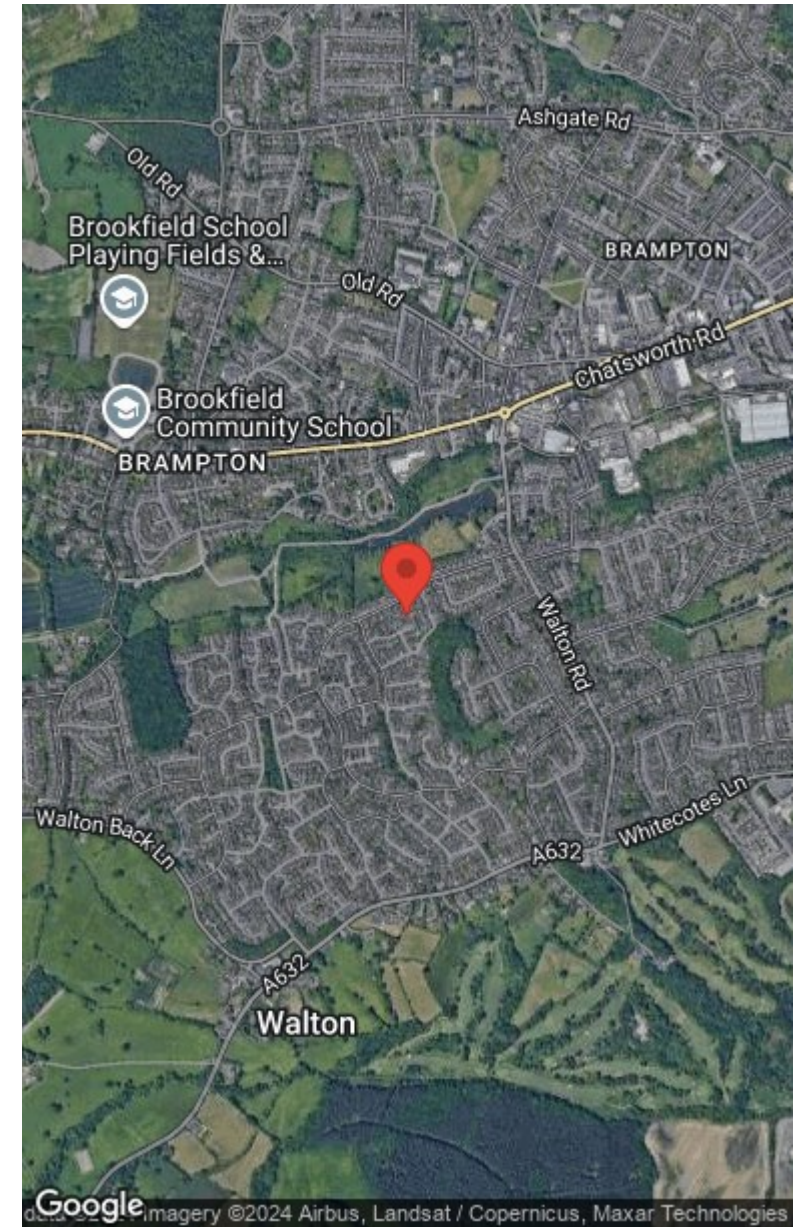 Ashgate Rd
Old Rd
Brookfield School
Playing Fields &...
BRAMPTON
Old Rd
Chatsworth Rd
Brookfield
Community School
BRAMPTON
Walton Rd
Walton Back Ln
Whitecotes Ln
A632
A632
Walton
Google
Imagery ©2024 Airbus, Landsat / Copernicus, Maxar Technologies